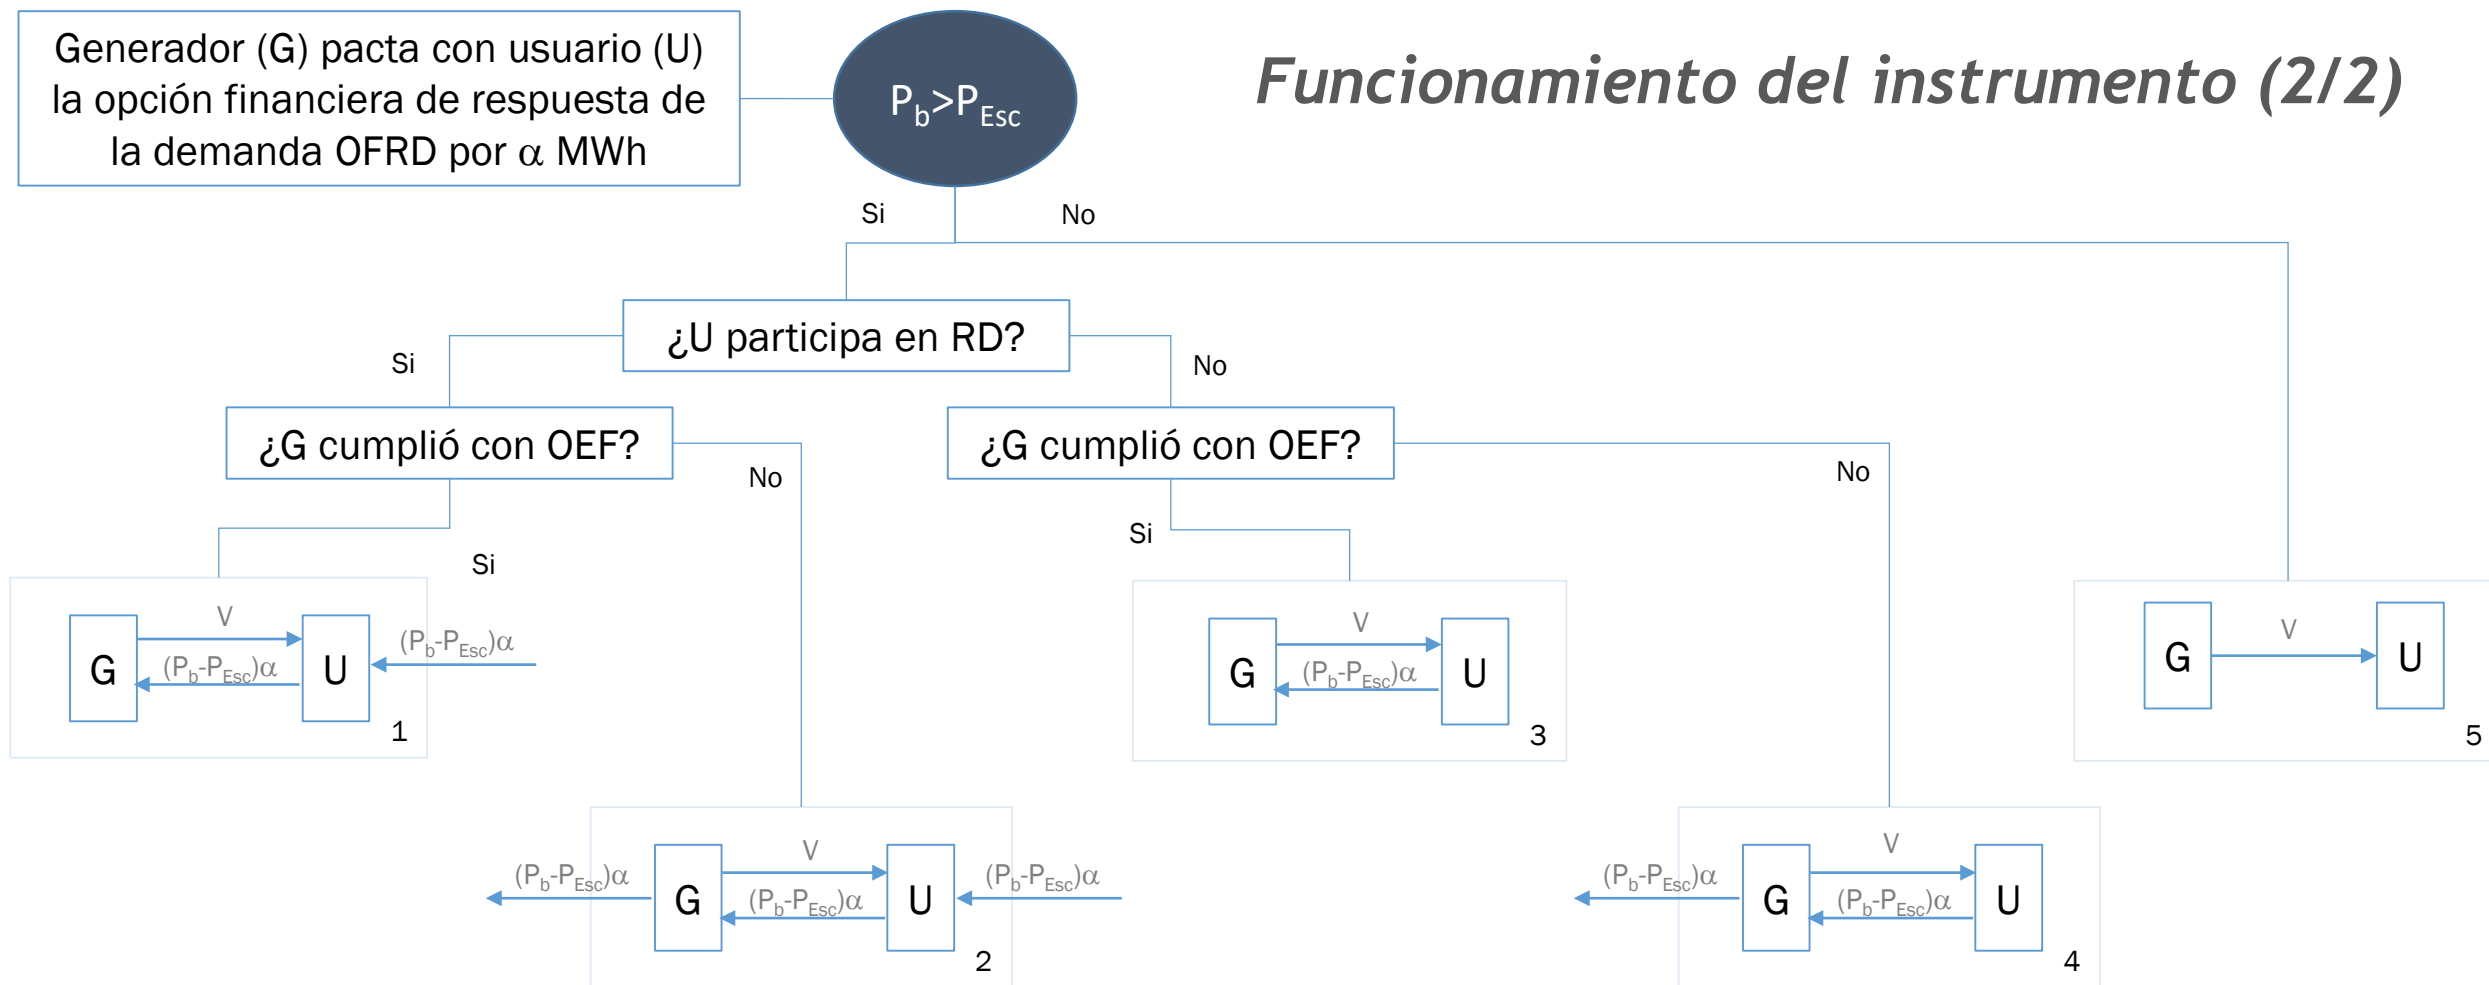 Generador (G) pacta con usuario (U)
la opción financiera de respuesta de
la demanda OFRD por α MWh
Pb>PEsc
Funcionamiento del instrumento (2/2)
Si
No
¿U participa en RD?
Si
No
¿G cumplió con OEF?
¿G cumplió con OEF?
No
No
Si
Si
G
V
(Pb-PEsc)α
U
(Pb-PEsc)α
1
G
V
(Pb-PEsc)α
U
3
G
V
U
5
(Pb-PEsc)α
G
V
(Pb-PEsc)α
U
(Pb-PEsc)α
2
(Pb-PEsc)α
G
V
(Pb-PEsc)α
U
4